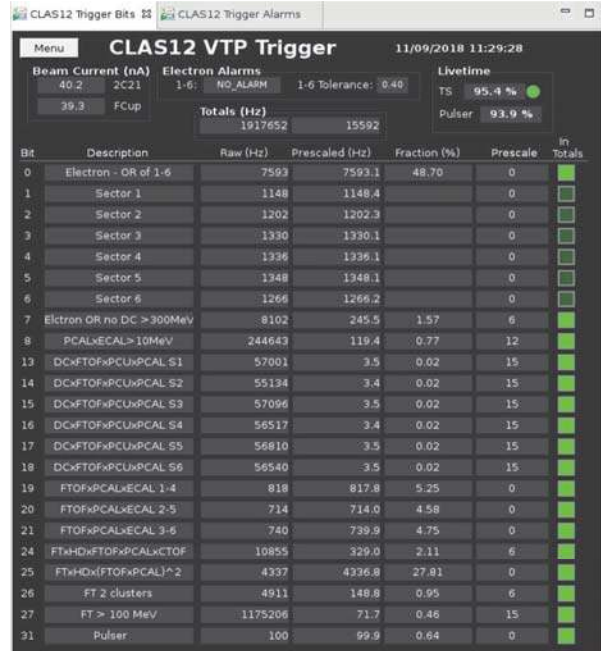 CLAS12 Trigger Bits CLAS12 Trigger Alarms
Menu CLAS12 VTP Trigger 11/09/2018 11:29:28
Beam Current (nA) Electron Alarms Livetime
40.2 2C21 1-6: NO_ALARM 1-6 Tolerance: 0.40 TS 95.4 %
39.3 FCup Totals (Hz) Pulser 93.9 %
1917652 15592
Bit Description Raw (Hz) Prescaled (Hz) Fraction (%) Prescale In Totals
0 Electron - OR of 1-6 7593 7593.1 48.70 0
1 Sector 1 1148 1148.4 0
2 Sector 2 1202 1202.3 0
3 Sector 3 1330 1330.1 0
4 Sector 4 1336 1336.1 0
5 Sector 5 1348 1348.1 0
6 Sector 6 1266 1266.2 0
7 Elctron OR no DC >300MeV 8102 245.5 1.57 6
8 PCALxECAL>10MeV 244643 119.4 0.77 12
13 DCxFTOFxPCUxPCAL S1 57001 3.5 0.02 15
14 DCxFTOFxPCUxPCAL S2 55134 3.4 0.02 15
15 DCxFTOFxPCUxPCAL S3 57096 3.5 0.02 15
16 DCxFTOFxPCUxPCAL S4 56517 3.4 0.02 15
17 DCxFTOFxPCUxPCAL S5 56810 3.5 0.02 15
18 DCxFTOFxPCUxPCAL S6 56540 3.5 0.02 15
19 FTOFxPCALxECAL 1-4 818 817.8 5.25 0
20 FTOFxPCALxECAL 2-5 714 714.0 4.58 0
21 FTOFxPCALxECAL 3-6 740 739.9 4.75 0
24 FTxHDxFTOFxPCALxCTOF 10855 329.0 2.11 6
25 FTxHDx(FTOFxPCAL)^2 4337 4336.8 27.81 0
26 FT 2 clusters 4911 148.8 0.95 6
27 FT > 100 MeV 1175206 71.7 0.46 15
31 Pulser 100 99.9 0.64 0